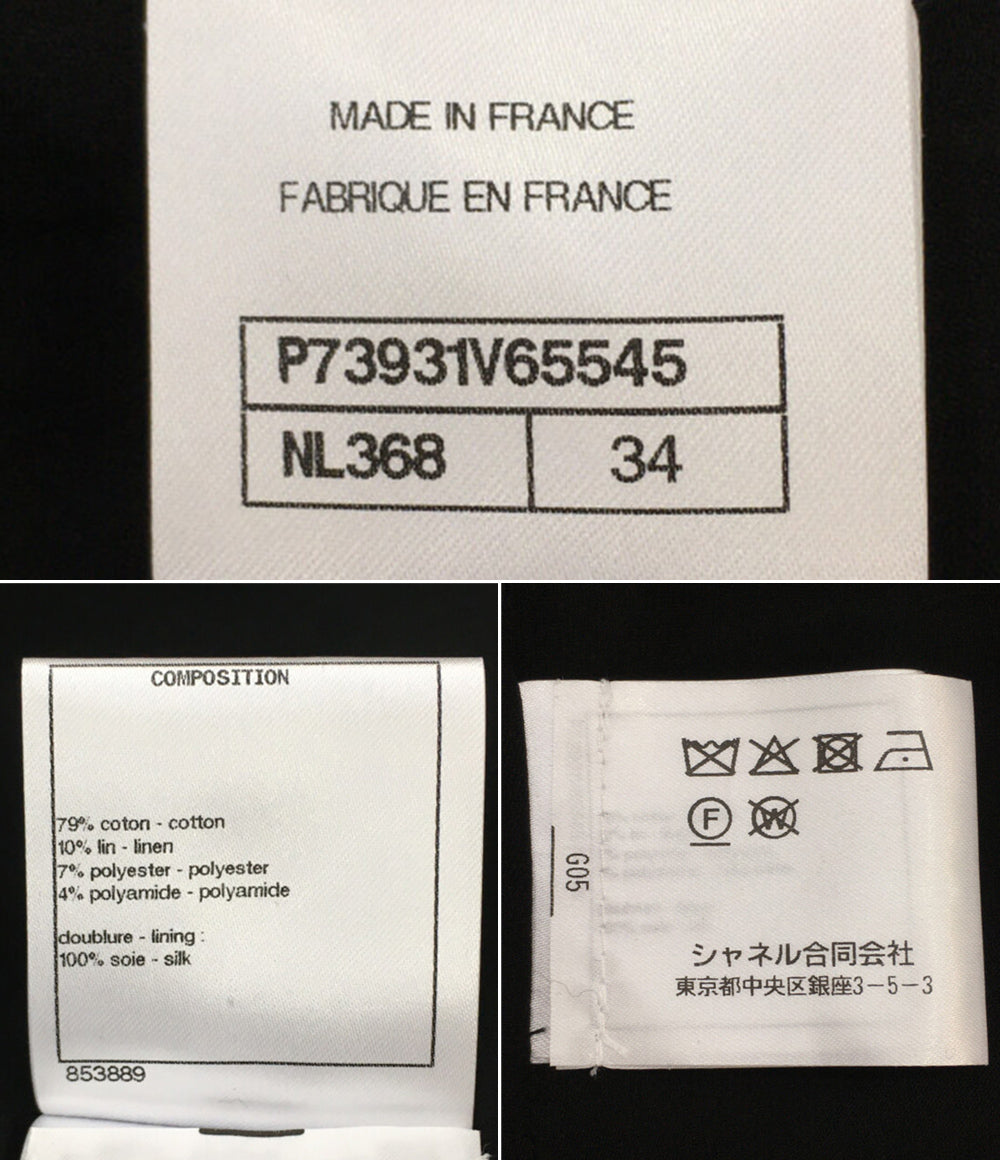 MADE IN FRANCE
FABRIQUE EN FRANCE
P73931V65545
NL368 34
COMPOSITION
79% coton - cotton
10% lin - linen
7% polyester - polyester
4% polyamide - polyamide
doublure - lining :
100% soie - silk
853889
F W
G05
シャネル合同会社
東京都中央区銀座3-5-3